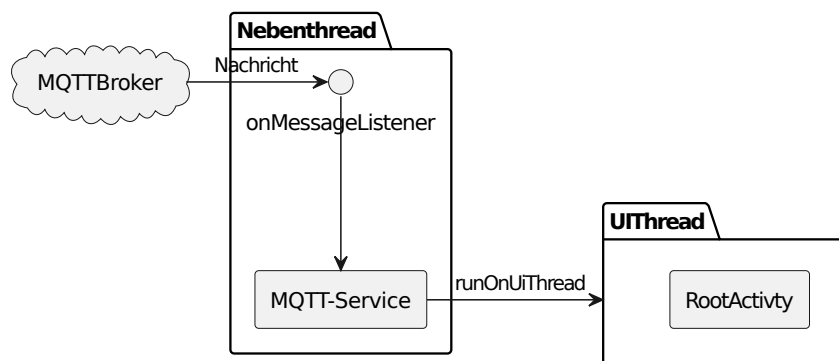 Nebenthread
Nachricht
MQTTBroker
onMessageListener
UIThread
runOnUiThread
MQTT-Service
RootActivty